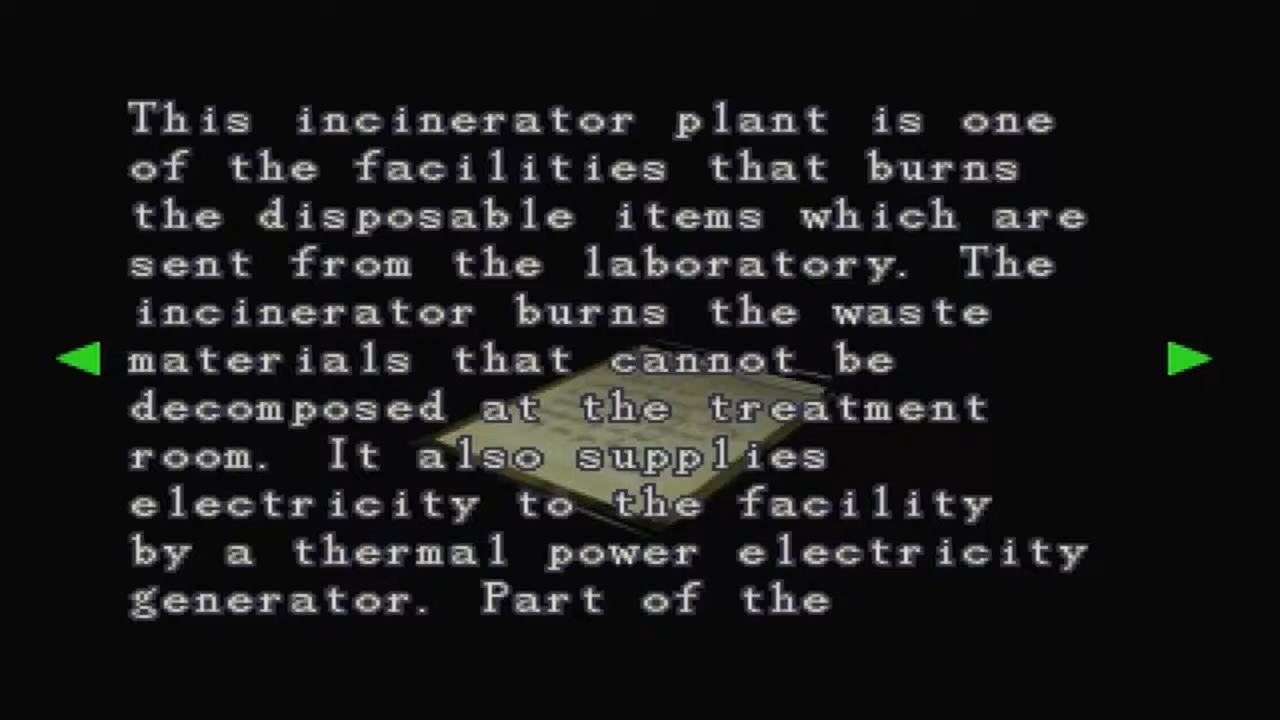 This incinerator plant is one
of the facilities that burns
the disposable items which are
sent from the laboratory. The
incinerator burns the waste
materials that cannot be
decomposed at the treatment
room. It also supplies
electricity to the facility
by a thermal power electricity
generator. Part of the